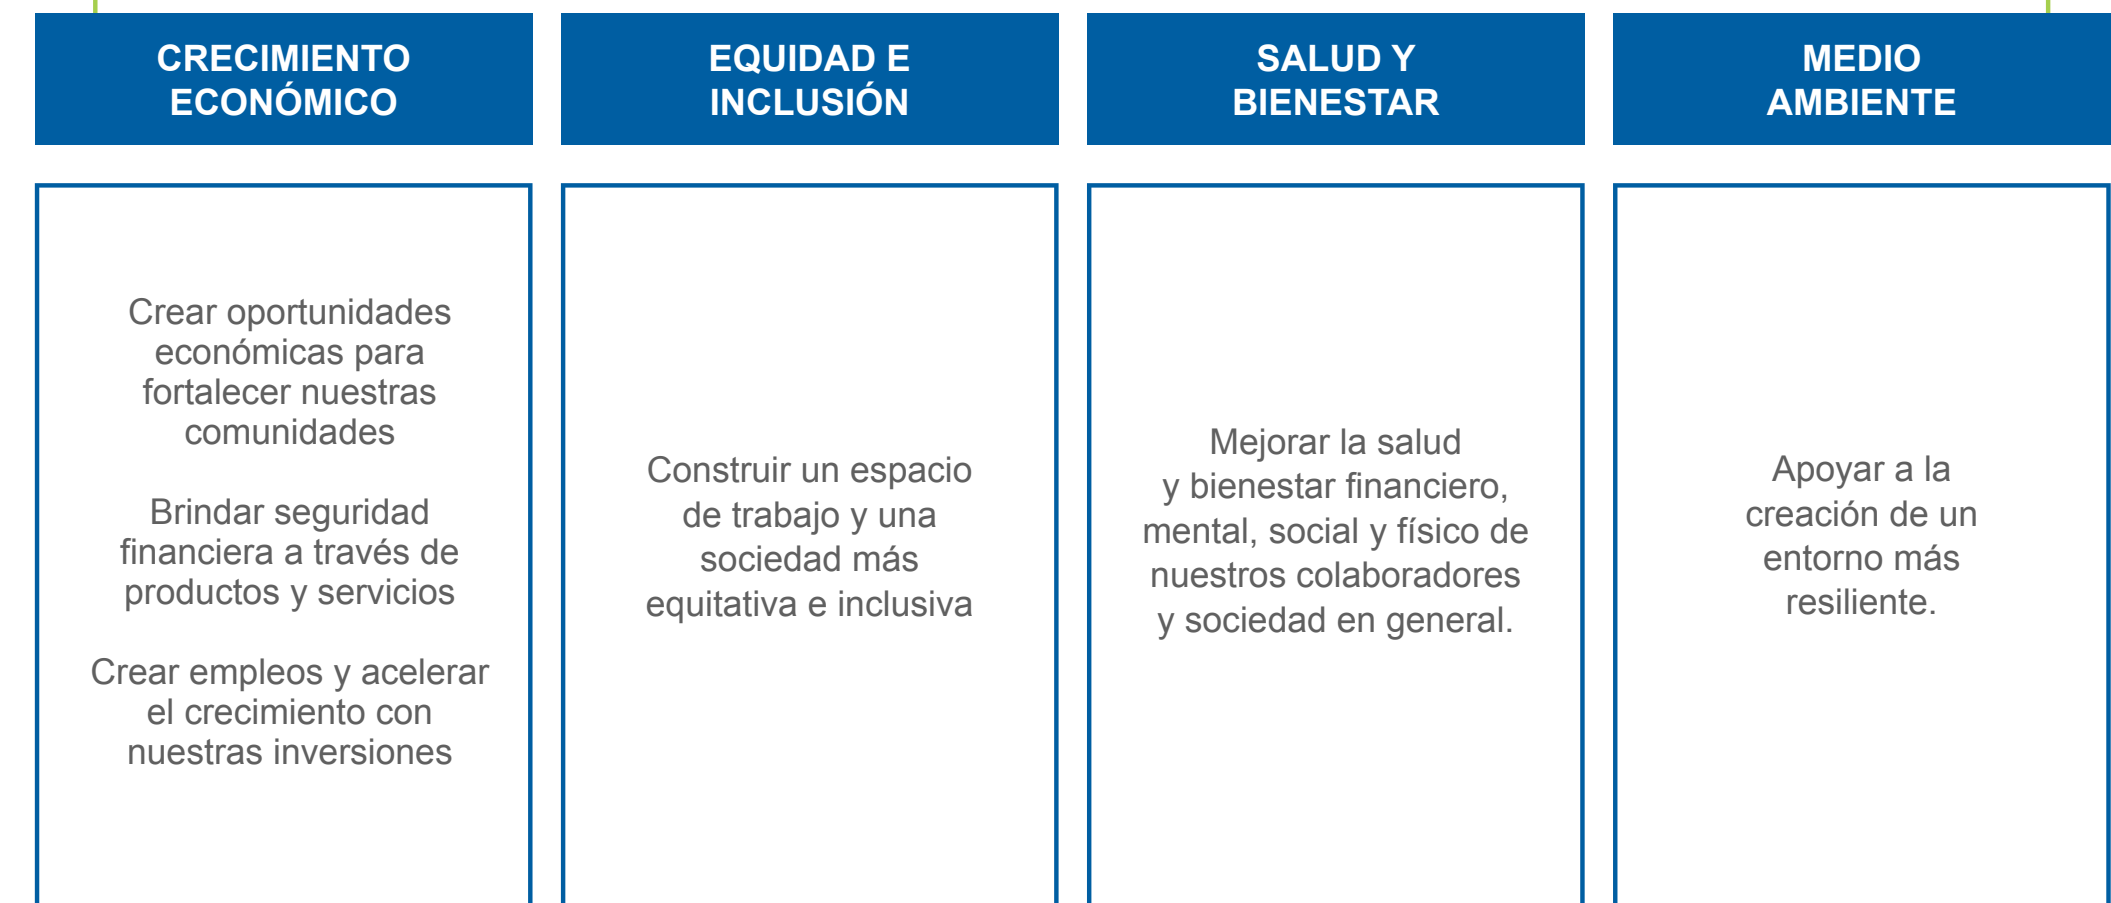 CRECIMIENTO
ECONÓMICO
EQUIDAD E
INCLUSIÓN
SALUD Y
BIENESTAR
MEDIO
AMBIENTE
Crear oportunidades
económicas para
fortalecer nuestras
comunidades
Brindar seguridad
financiera a través de
productos y servicios
Crear empleos y acelerar
el crecimiento con
nuestras inversiones
Construir un espacio
de trabajo y una
sociedad más
equitativa e inclusiva
Mejorar la salud
y bienestar financiero,
mental, social y físico de
nuestros colaboradores
y sociedad en general.
Apoyar a la
creación de un
entorno más
resiliente.